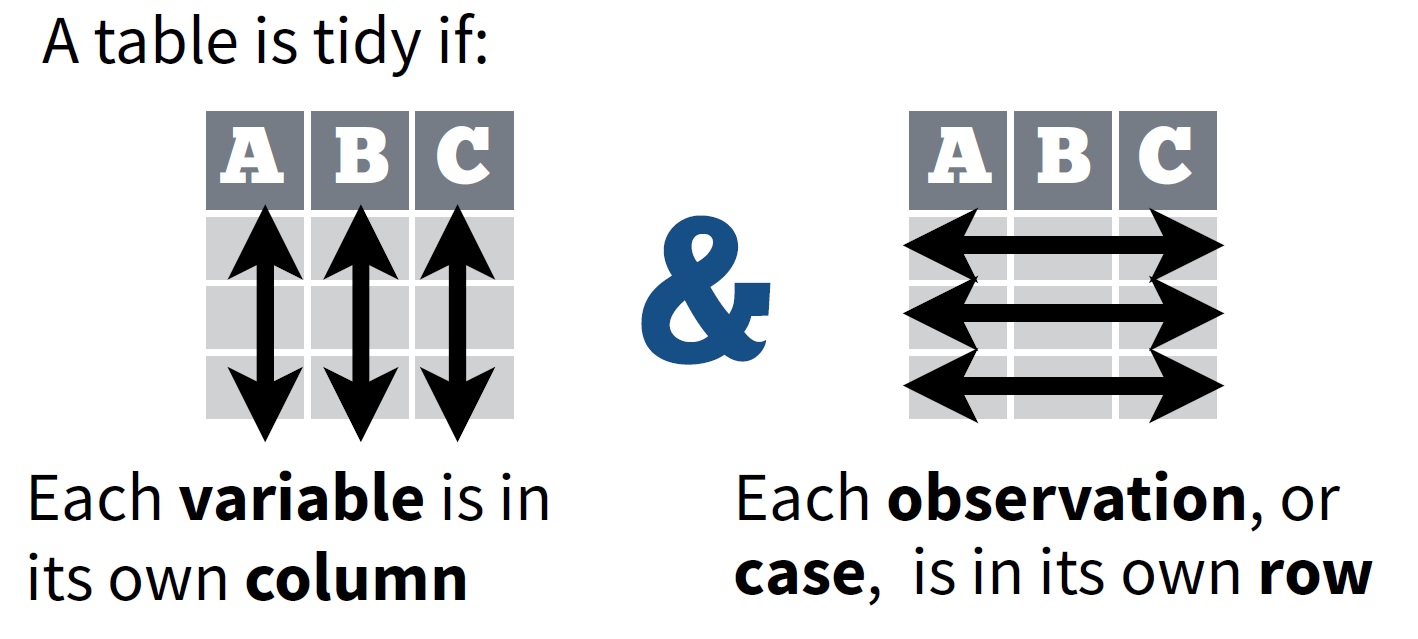 A table is tidy if:
A B C
&
A B C
Each variable is in
its own column
Each observation, or
case, is in its own row